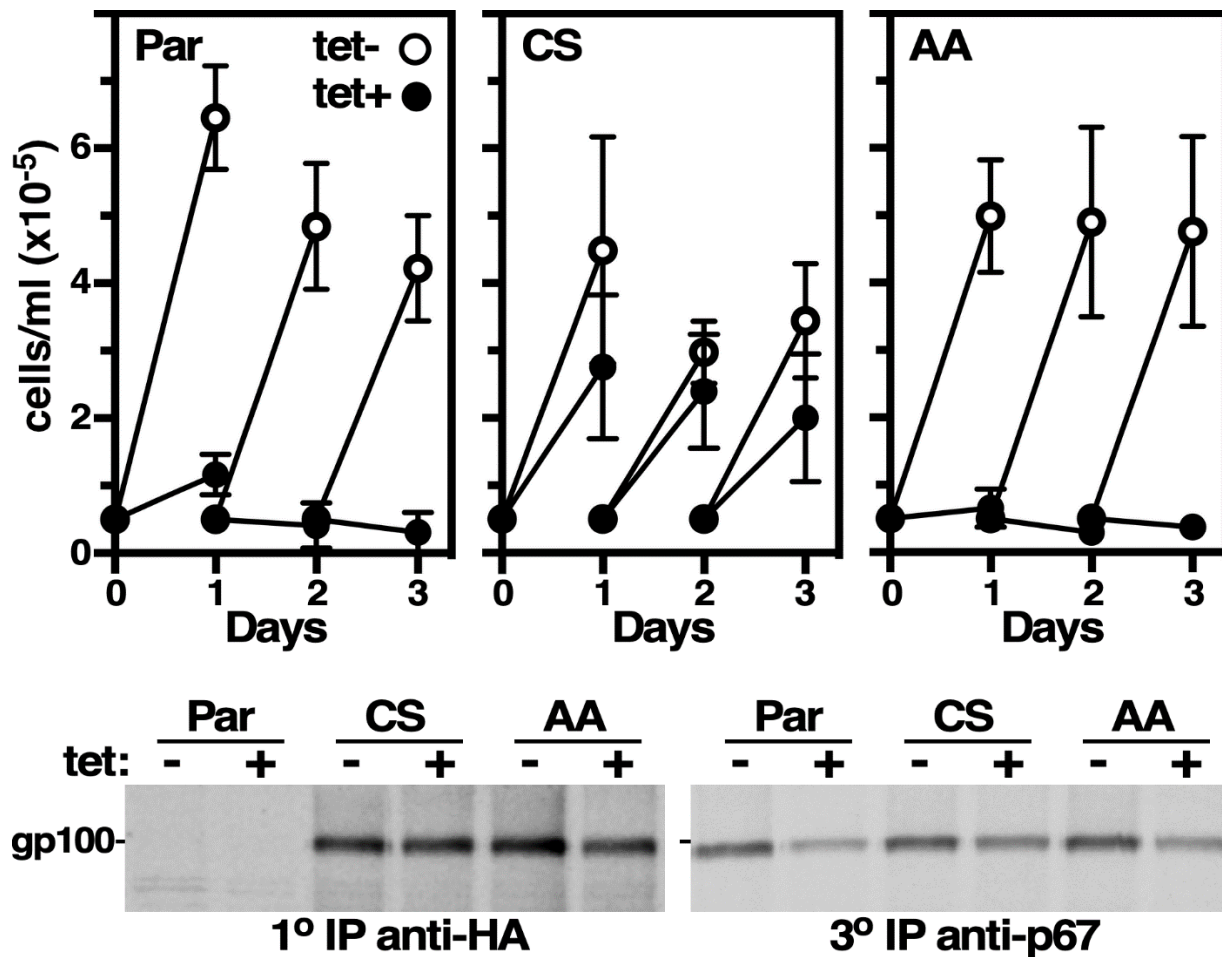 Par tet- CS AA
tet+
cells/ml (x10-5)
6
4
2
0
0 1 2 3 0 1 2 3 0 1 2 3
Days Days Days
Par CS AA Par CS AA
tet: - + - + - + - + - + - +
gp100-
1º IP anti-HA 3º IP anti-p67